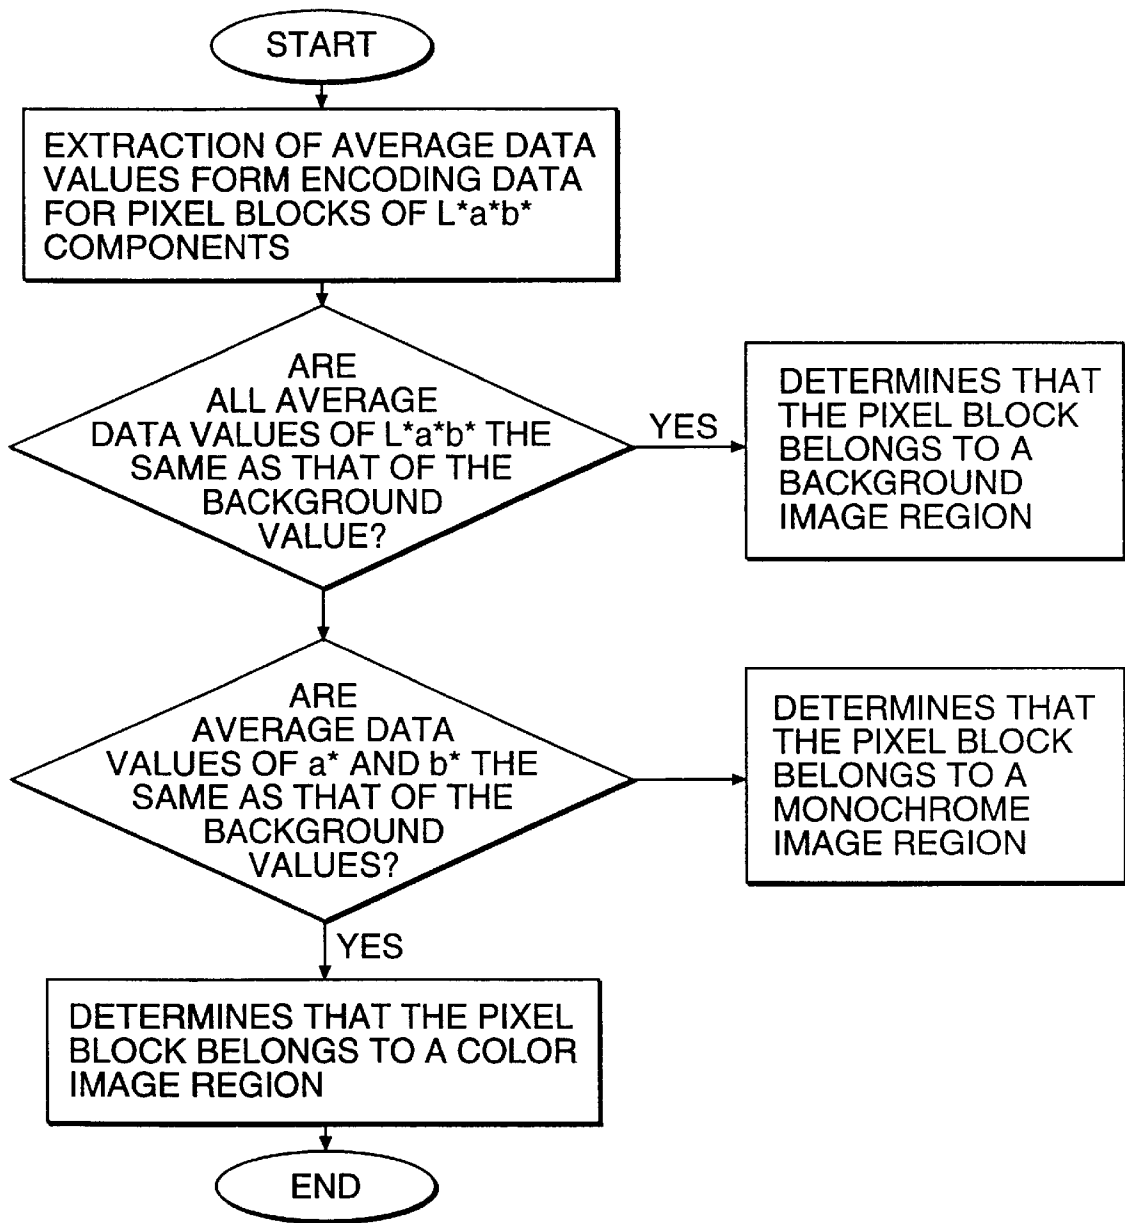 START
EXTRACTION OF AVERAGE DATA
VALUES FORM ENCODING DATA
FOR PIXEL BLOCKS OF L*a*b*
COMPONENTS
ARE
ALL AVERAGE
DATA VALUES OF L*a*b* THE
SAME AS THAT OF THE
BACKGROUND
VALUE?
YES
DETERMINES THAT
THE PIXEL BLOCK
BELONGS TO A
BACKGROUND
IMAGE REGION
ARE
AVERAGE DATA
VALUES OF a* AND b* THE
SAME AS THAT OF THE
BACKGROUND
VALUES?
DETERMINES THAT
THE PIXEL BLOCK
BELONGS TO A
MONOCHROME
IMAGE REGION
YES
DETERMINES THAT THE PIXEL
BLOCK BELONGS TO A COLOR
IMAGE REGION
END